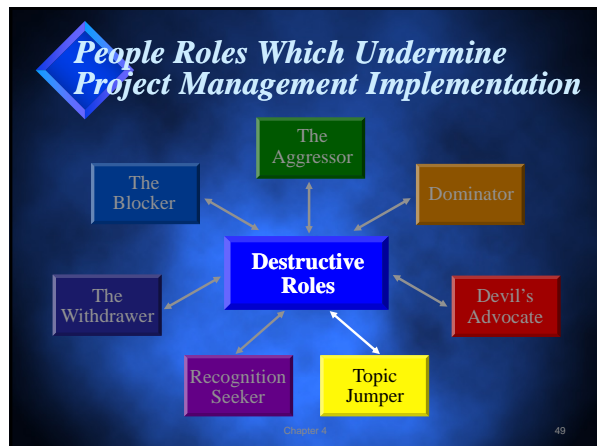 People Roles Which Undermine
Project Management Implementation
The
Aggressor
The
Blocker
Dominator
Destructive
Roles
The
Withdrawer
Devil's
Advocate
Recognition
Seeker
Topic
Jumper
Chapter 4
49